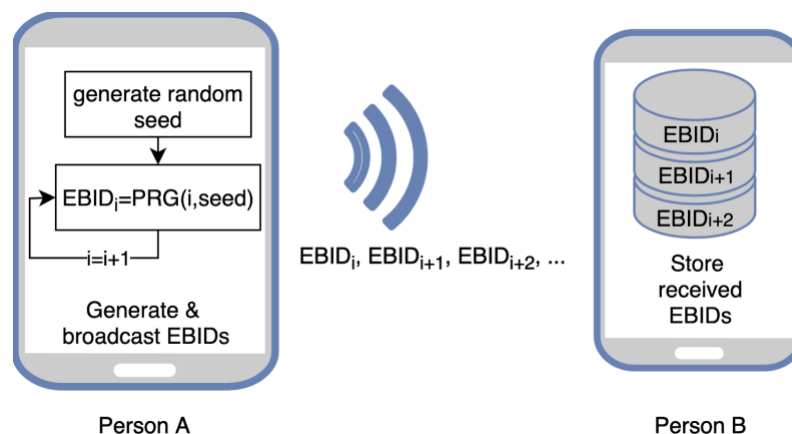 generate random
seed
EBIDi=PRG(i,seed)
i=i+1
Generate &
broadcast EBIDs
Person A
EBIDi, EBIDi+1, EBIDi+2, ...
EBIDi
EBIDi+1
EBIDi+2
Store
received
EBIDs
Person B